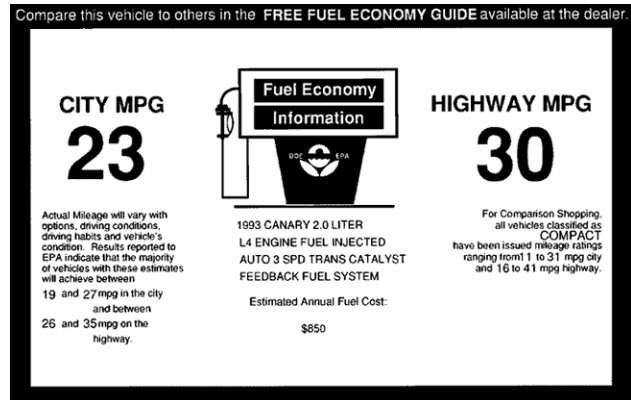 Compare this vehicle to others in the FREE FUEL ECONOMY GUIDE available at the dealer.
CITY MPG
23
Actual Mileage will vary with
options, driving conditions,
driving habits and vehicle's
condition. Results reported to
EPA indicate that the majority
of vehicles with these estimates
will achieve between
19 and 27 mpg in the city
and between
26 and 35 mpg on the
highway.
Fuel Economy
Information
DOE EPA
1993 CANARY 2.0 LITER
L4 ENGINE FUEL INJECTED
AUTO 3 SPD TRANS CATALYST
FEEDBACK FUEL SYSTEM
Estimated Annual Fuel Cost:
$850
HIGHWAY MPG
30
For Comparison Shopping,
all vehicles classified as
COMPACT
have been issued mileage ratings
ranging from 11 to 31 mpg city
and 16 to 41 mpg highway.